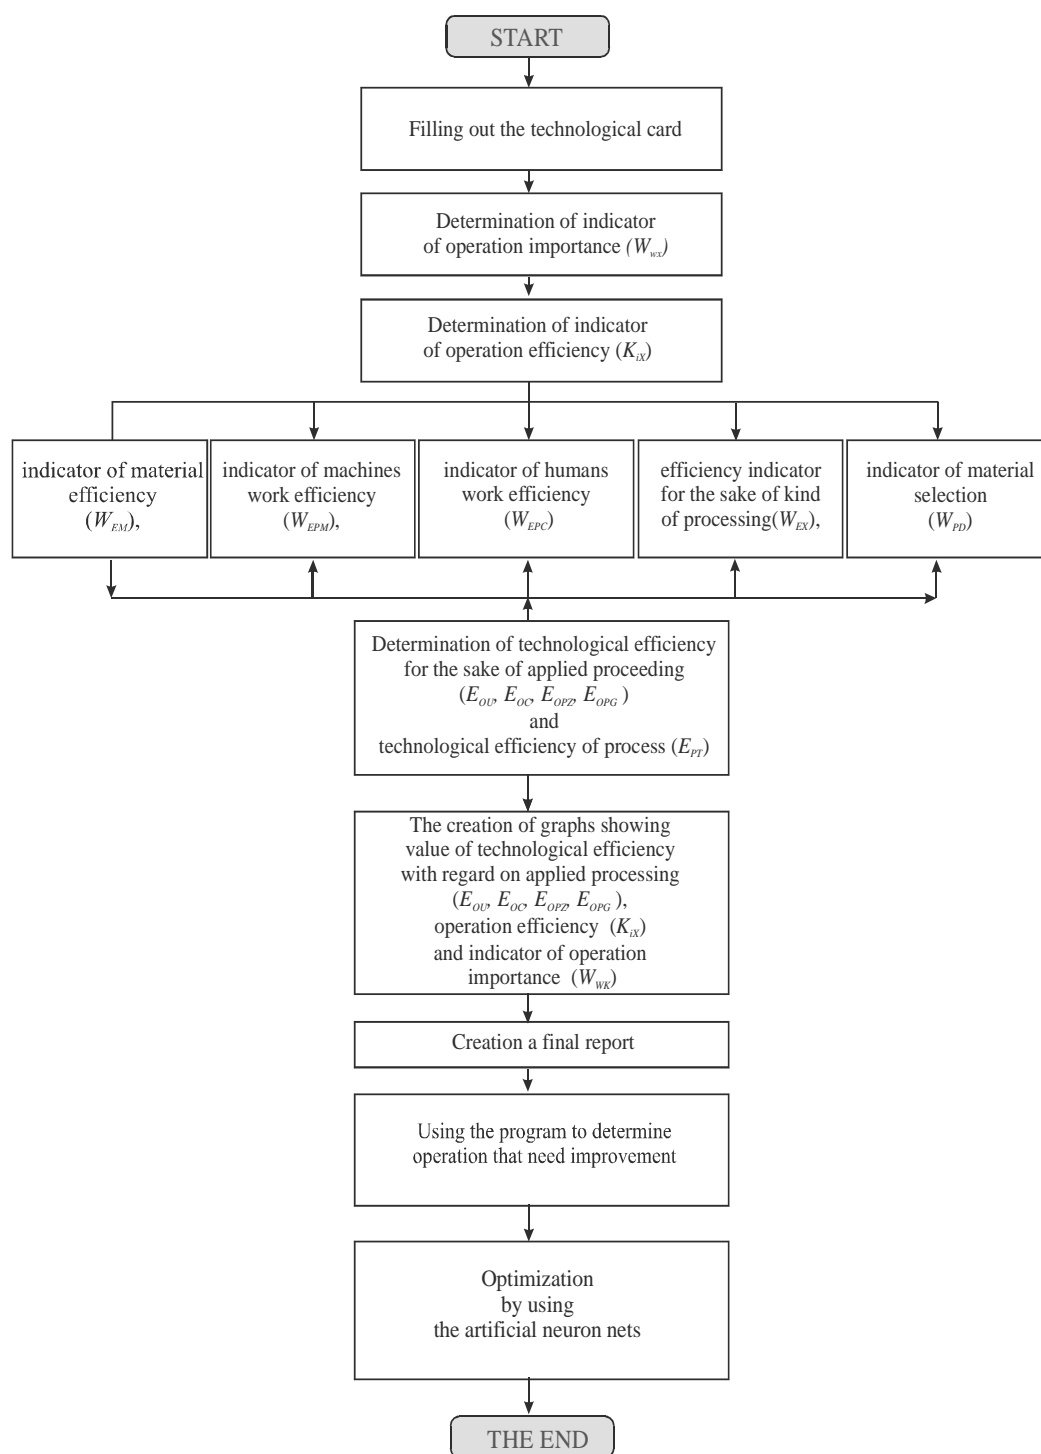 START
Filling out the technological card
Determination of indicator
of operation importance (W_wx)
Determination of indicator
of operation efficiency (K_iX)
indicator of material
efficiency
(W_EM),
indicator of machines
work efficiency
(W_EPM),
indicator of humans
work efficiency
(W_EPC)
efficiency indicator
for the sake of kind
of processing(W_EX),
indicator of material
selection
(W_PD)
Determination of technological efficiency
for the sake of applied proceeding
(E_OU, E_OC, E_OPZ, E_OPG )
and
technological efficiency of process (E_PT)
The creation of graphs showing
value of technological efficiency
with regard on applied processing
(E_OU, E_OC, E_OPZ, E_OPG ),
operation efficiency (K_iX)
and indicator of operation
importance (W_WK)
Creation a final report
Using the program to determine
operation that need improvement
Optimization
by using
the artificial neuron nets
THE END